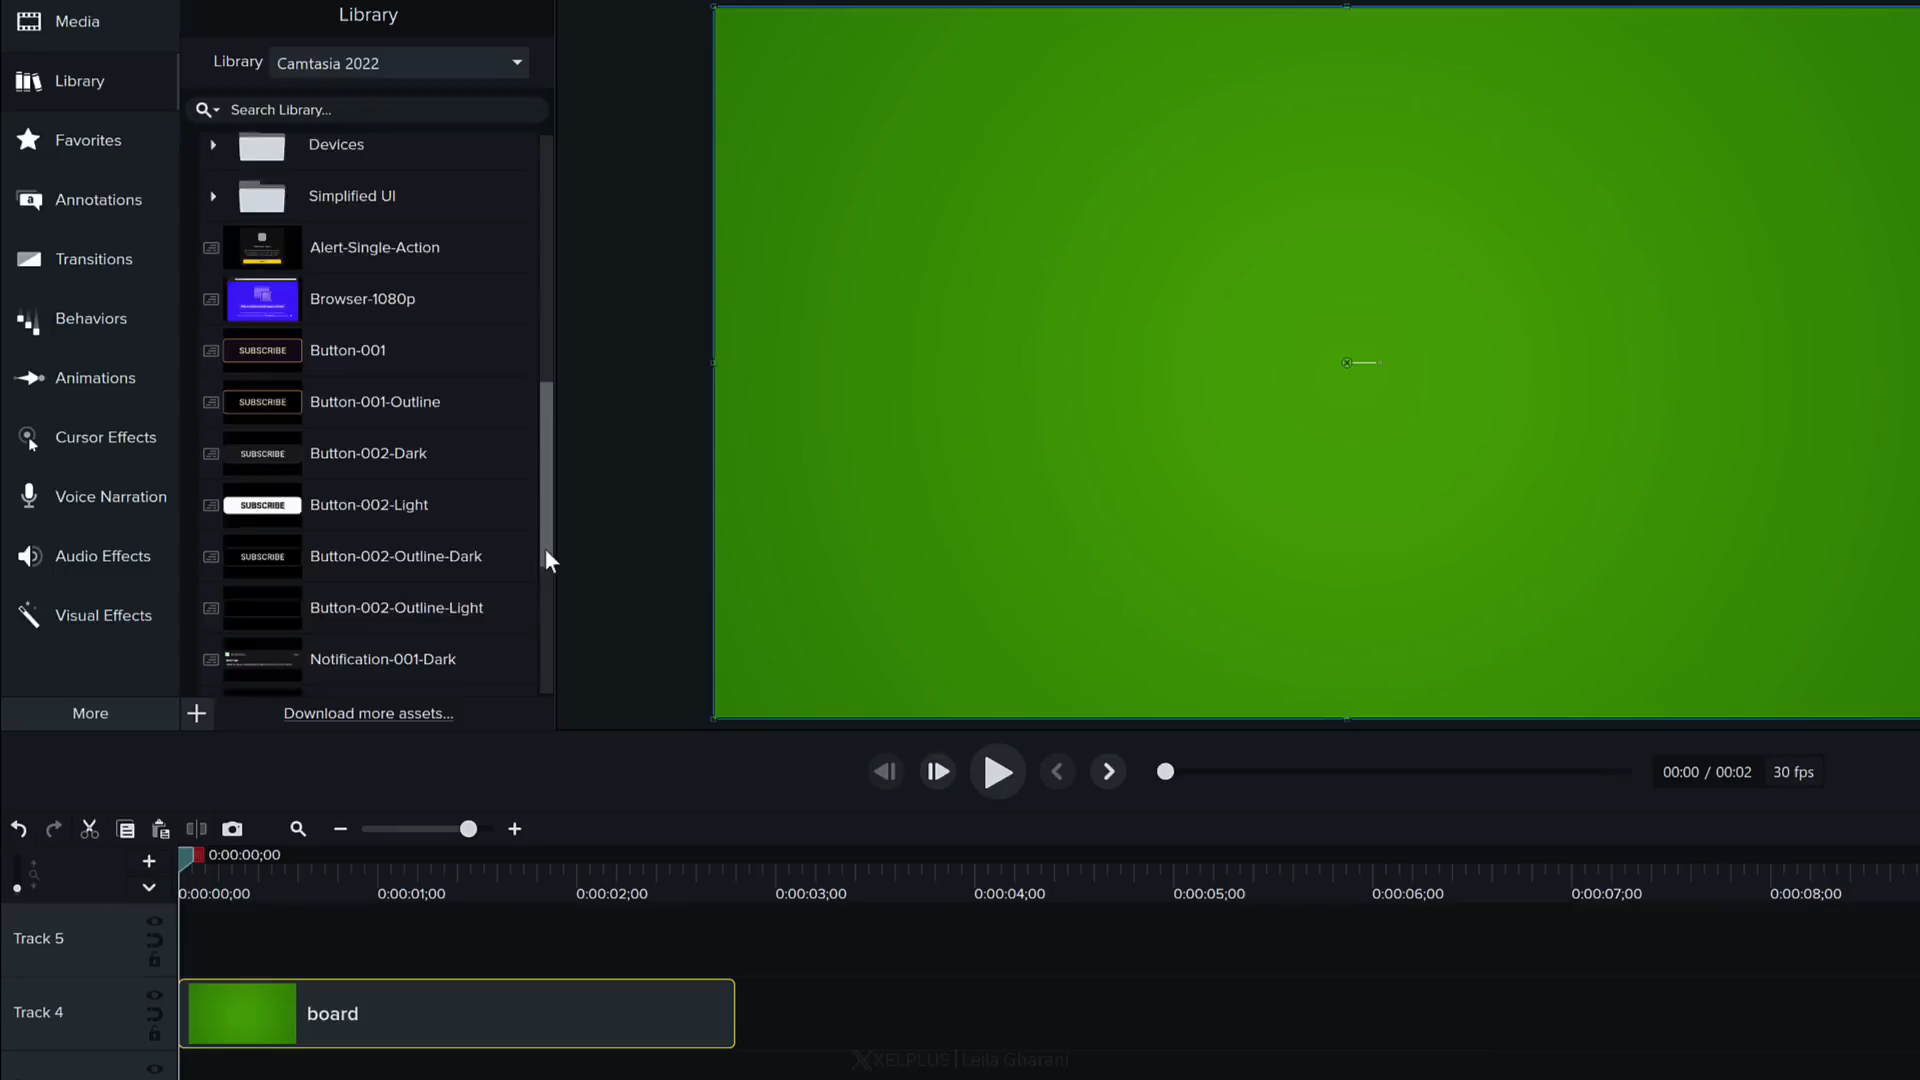 Media
Library
Favorites
Annotations
Transitions
Behaviors
Animations
Cursor Effects
Voice Narration
Audio Effects
Visual Effects
More
Library
Library
Camtasia 2022
Search Library...
Devices
Simplified UI
Alert-Single-Action
Browser-1080p
SUBSCRIBE Button-001
SUBSCRIBE Button-001-Outline
SUBSCRIBE Button-002-Dark
SUBSCRIBE Button-002-Light
SUBSCRIBE Button-002-Outline-Dark
Button-002-Outline-Light
Notification-001-Dark
Download more assets...
00:00 / 00:02 30 fps
0:00:00;00
0:00:00;00 0:00:01;00 0:00:02;00 0:00:03;00 0:00:04;00 0:00:05;00 0:00:06;00 0:00:07;00 0:00:08;00
Track 5
Track 4
board
XELPLUS | Leila Gharani